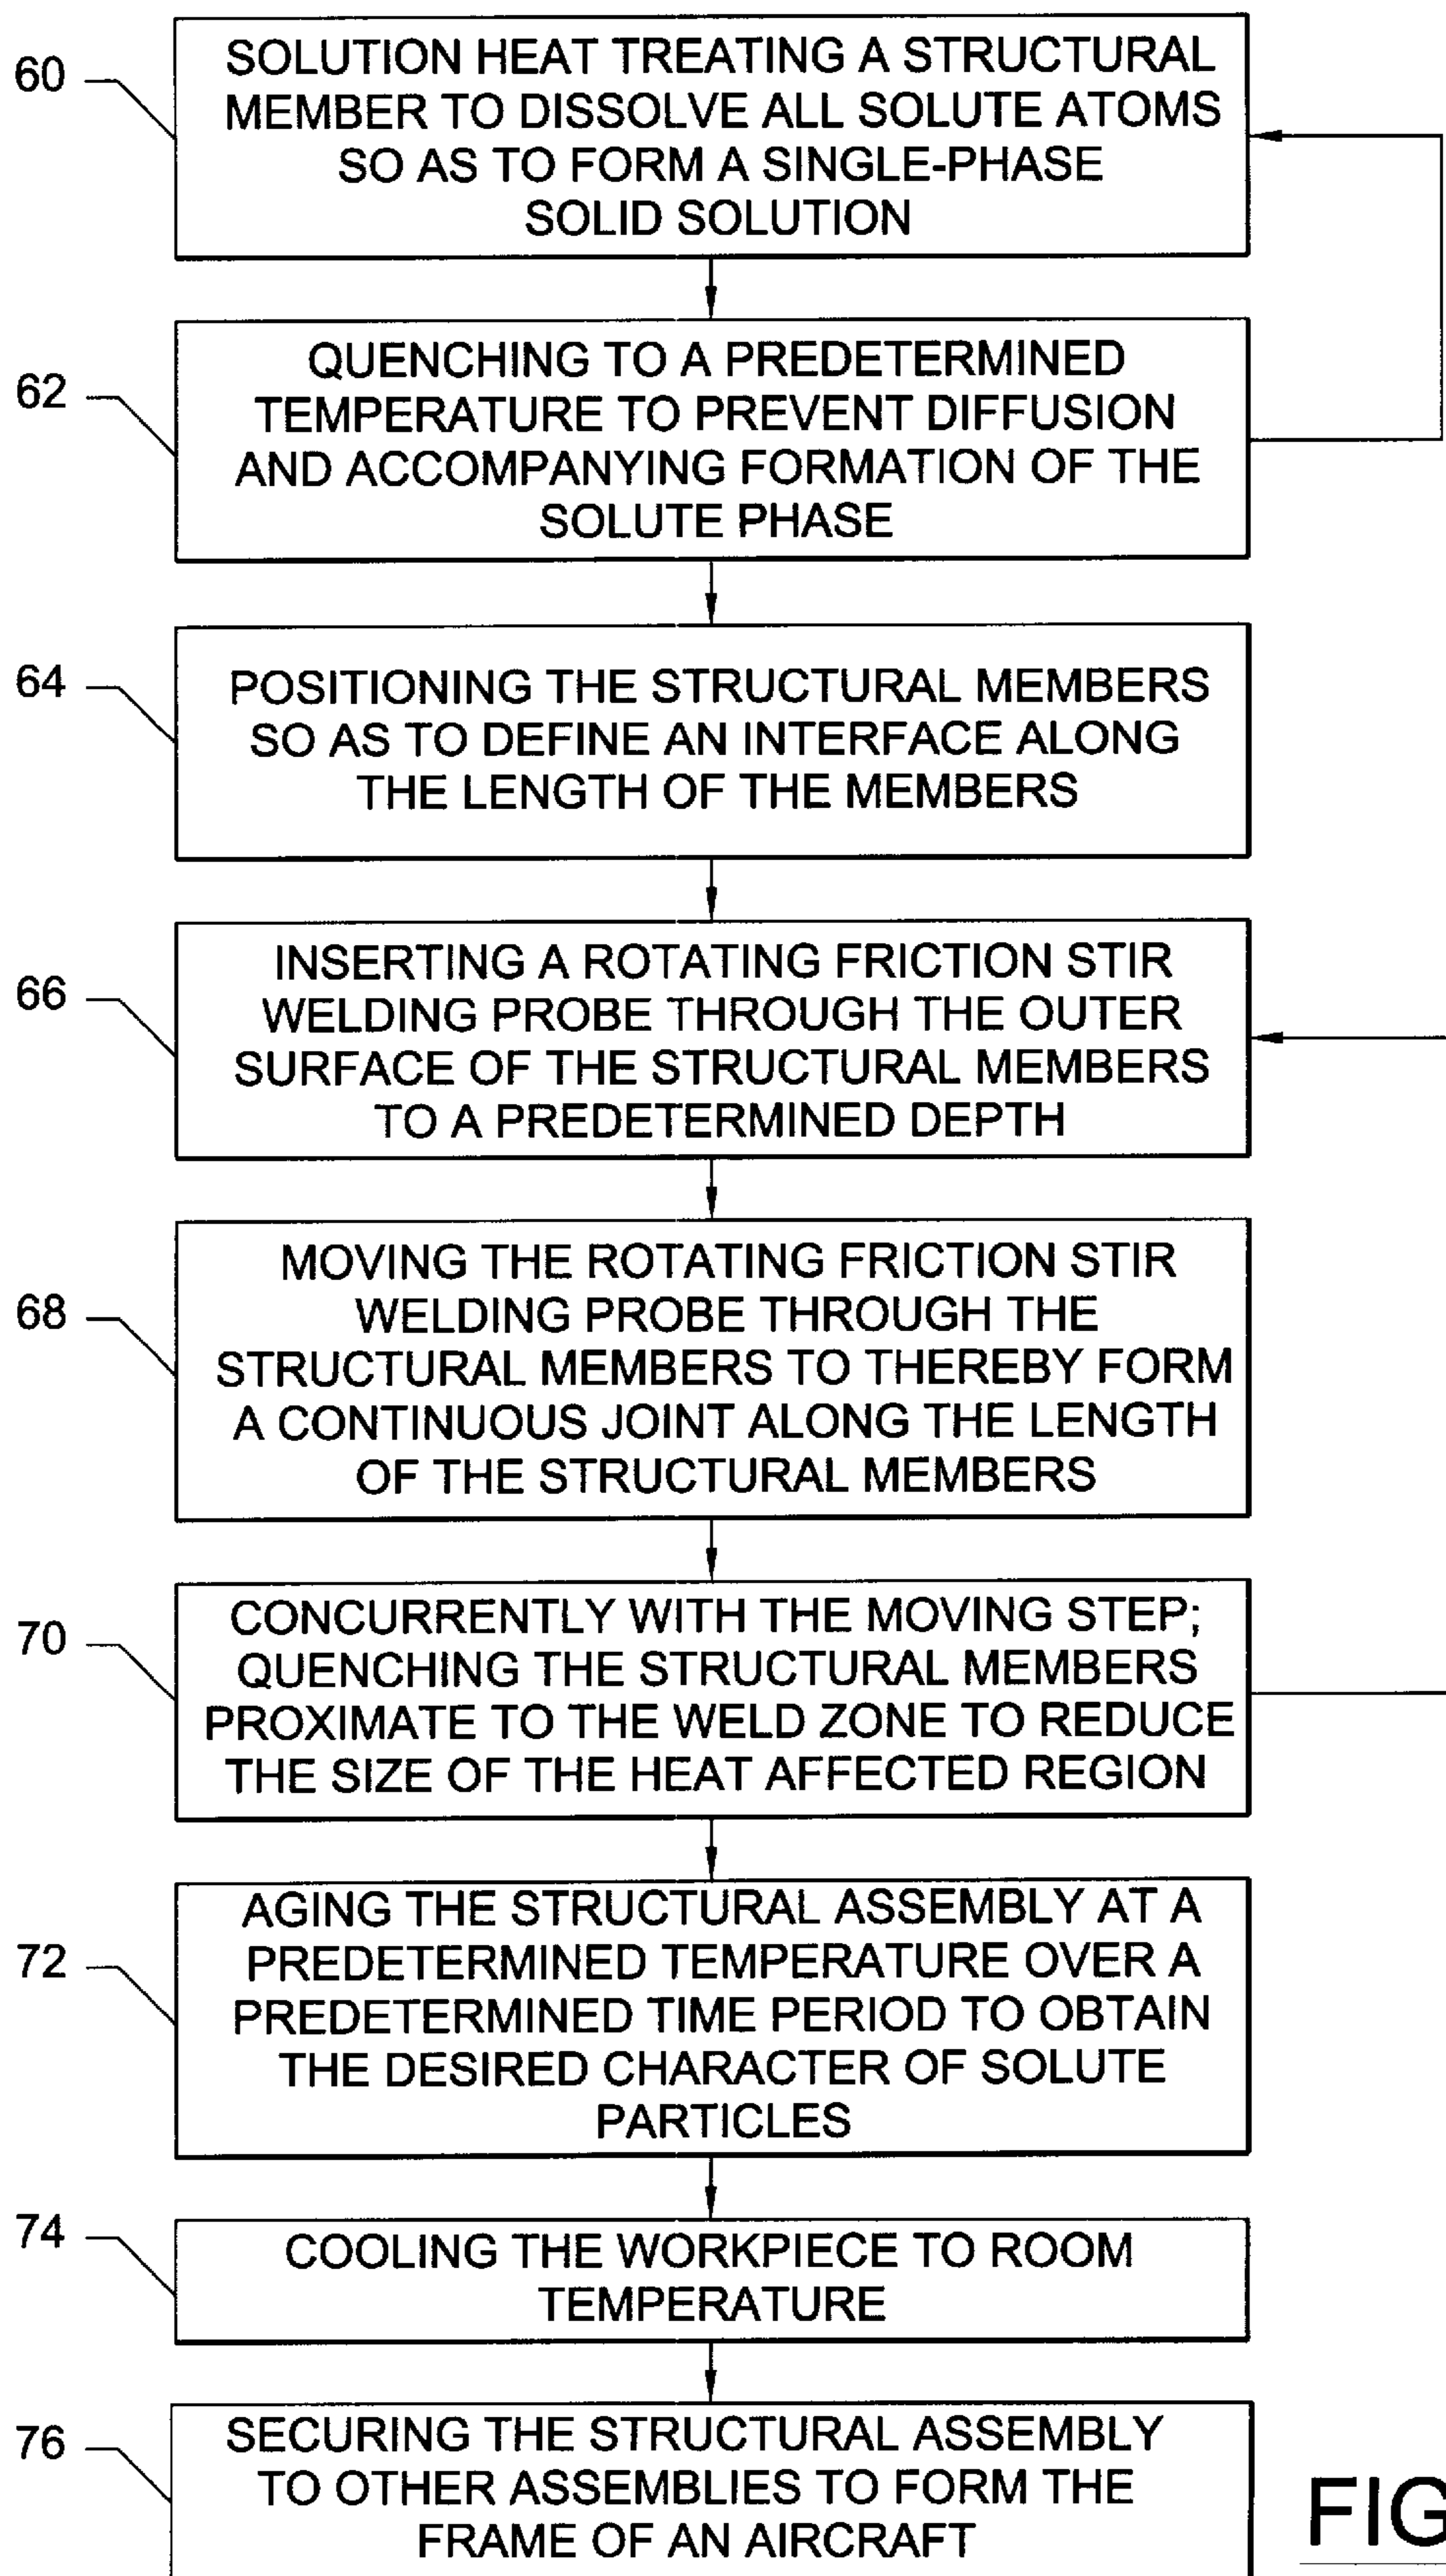 60
SOLUTION HEAT TREATING A STRUCTURAL
MEMBER TO DISSOLVE ALL SOLUTE ATOMS
SO AS TO FORM A SINGLE-PHASE
SOLID SOLUTION
62
QUENCHING TO A PREDETERMINED
TEMPERATURE TO PREVENT DIFFUSION
AND ACCOMPANYING FORMATION OF THE
SOLUTE PHASE
64
POSITIONING THE STRUCTURAL MEMBERS
SO AS TO DEFINE AN INTERFACE ALONG
THE LENGTH OF THE MEMBERS
66
INSERTING A ROTATING FRICTION STIR
WELDING PROBE THROUGH THE OUTER
SURFACE OF THE STRUCTURAL MEMBERS
TO A PREDETERMINED DEPTH
68
MOVING THE ROTATING FRICTION STIR
WELDING PROBE THROUGH THE
STRUCTURAL MEMBERS TO THEREBY FORM
A CONTINUOUS JOINT ALONG THE LENGTH
OF THE STRUCTURAL MEMBERS
70
CONCURRENTLY WITH THE MOVING STEP;
QUENCHING THE STRUCTURAL MEMBERS
PROXIMATE TO THE WELD ZONE TO REDUCE
THE SIZE OF THE HEAT AFFECTED REGION
72
AGING THE STRUCTURAL ASSEMBLY AT A
PREDETERMINED TEMPERATURE OVER A
PREDETERMINED TIME PERIOD TO OBTAIN
THE DESIRED CHARACTER OF SOLUTE
PARTICLES
74
COOLING THE WORKPIECE TO ROOM
TEMPERATURE
76
SECURING THE STRUCTURAL ASSEMBLY
TO OTHER ASSEMBLIES TO FORM THE
FRAME OF AN AIRCRAFT
FIG